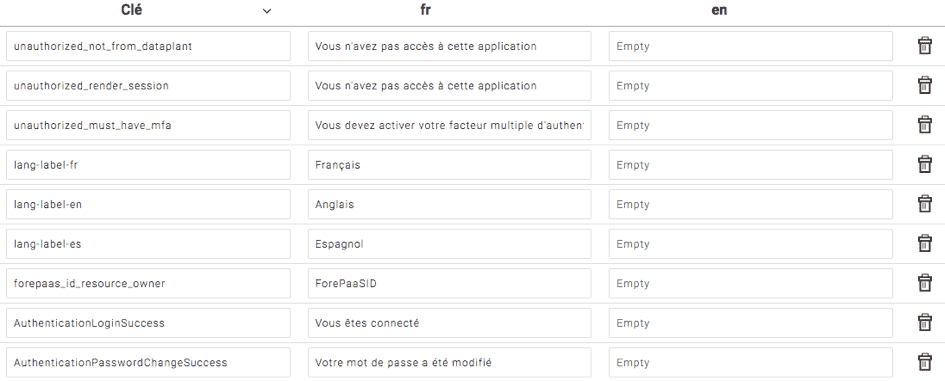 Clé fr en
unauthorized_not_from_dataplant Vous n'avez pas accès à cette application Empty
unauthorized_render_session Vous n'avez pas accès à cette application Empty
unauthorized_must_have_mfa Vous devez activer votre facteur multiple d'authen Empty
lang-label-fr Français Empty
lang-label-en Anglais Empty
lang-label-es Espagnol Empty
forepaas_id_resource_owner ForePaaSID Empty
AuthenticationLoginSuccess Vous êtes connecté Empty
AuthenticationPasswordChangeSuccess Votre mot de passe a été modifié Empty